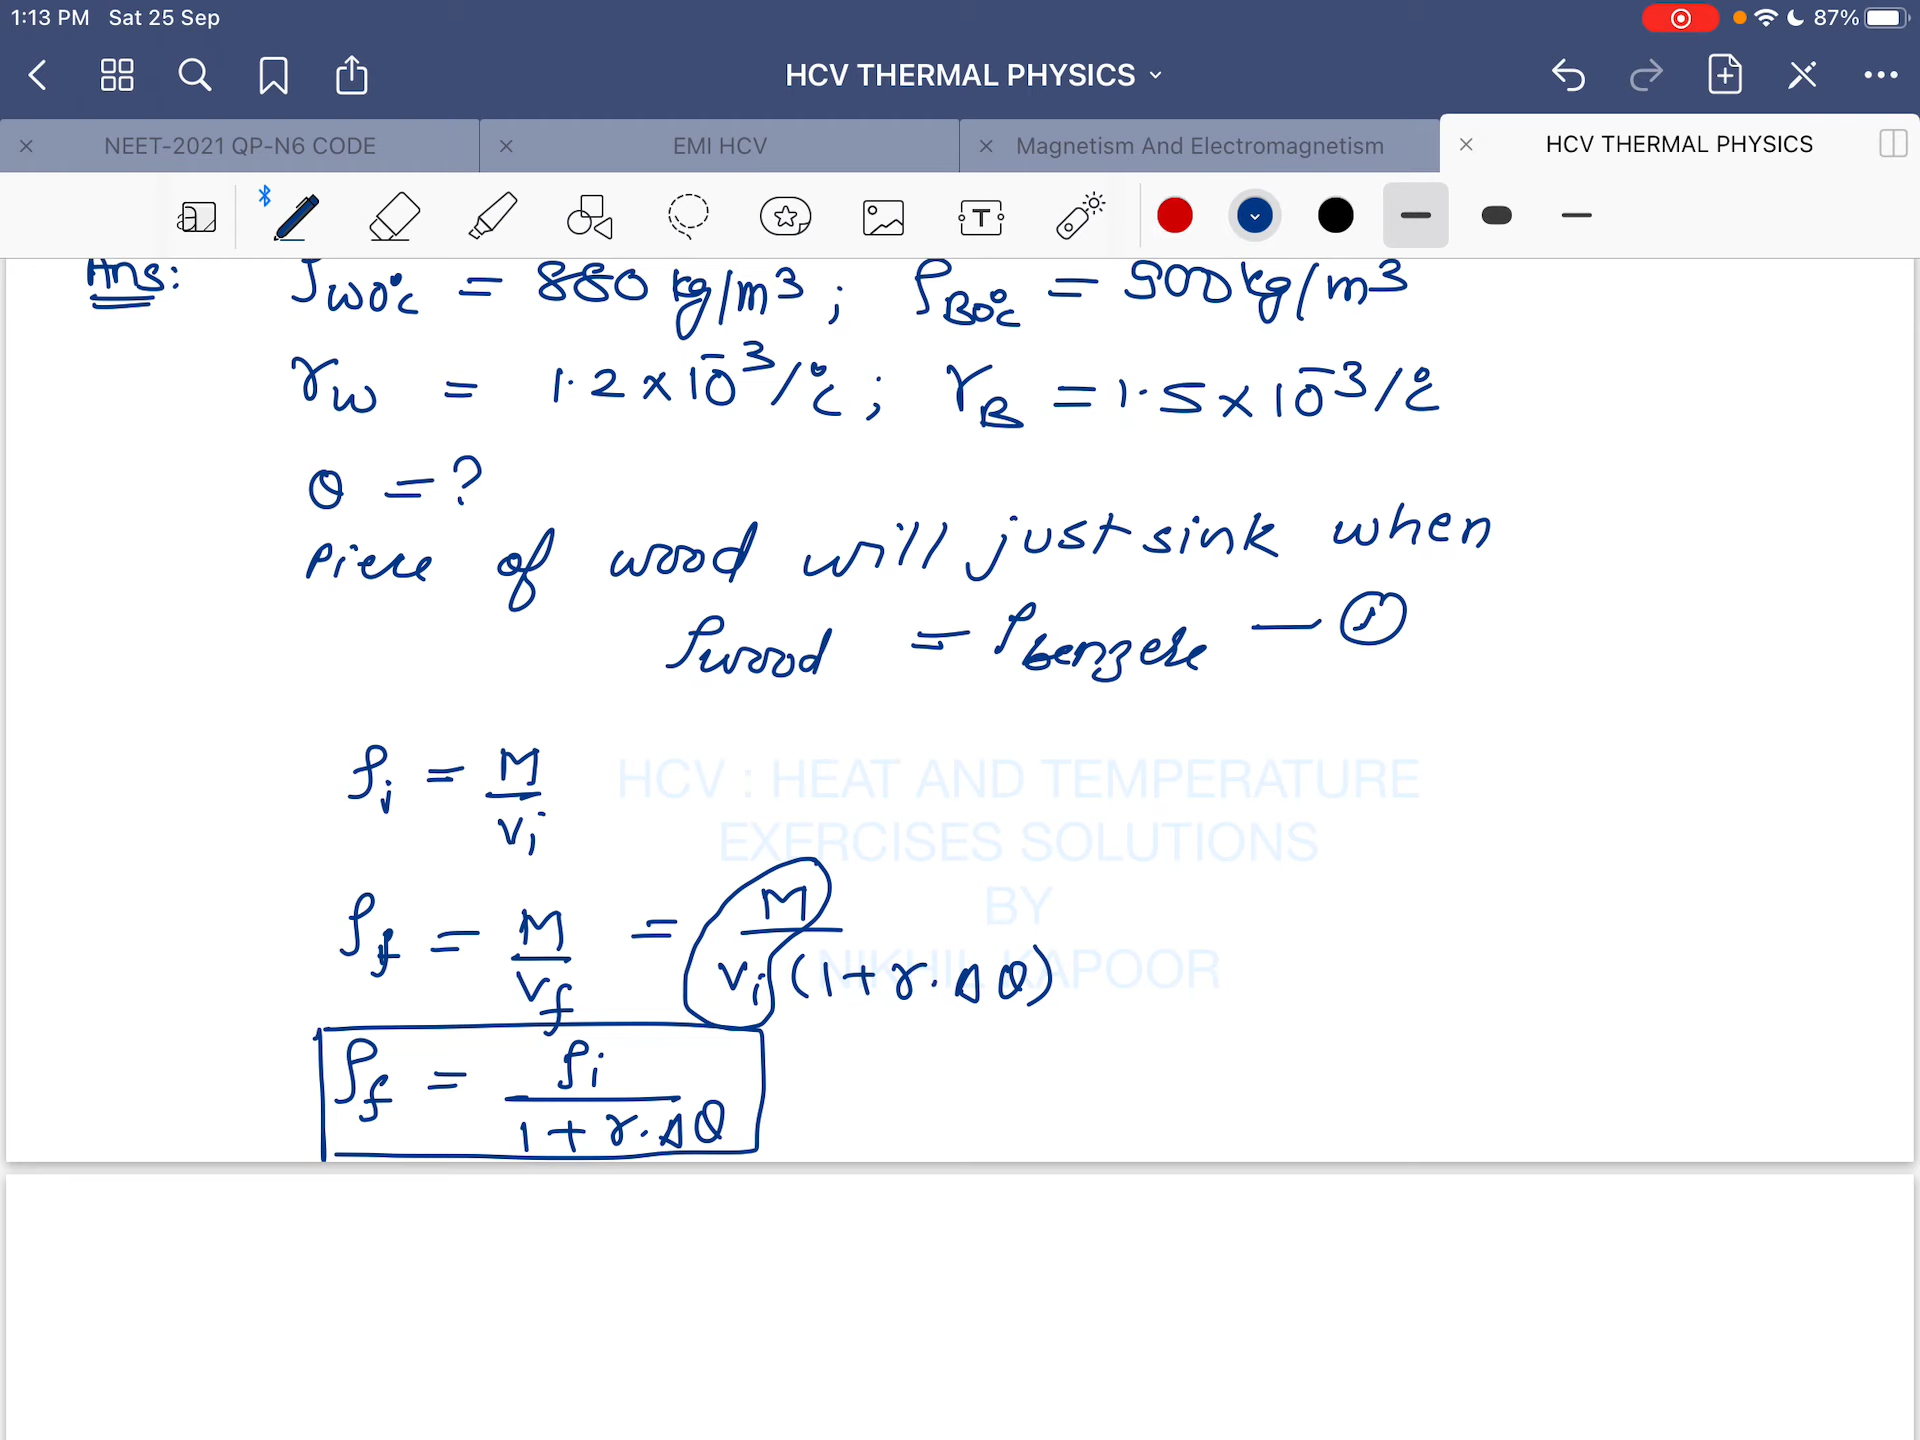 1:13 PM Sat 25 Sep 87%
HCV THERMAL PHYSICS
NEET-2021 QP-N6 CODE EMI HCV Magnetism And Electromagnetism HCV THERMAL PHYSICS
Ans: ρW0°C = 880 kg/m³ ; ρB0°C = 900 kg/m³
γW = 1.2 × 10⁻³/°C ; γB = 1.5 × 10⁻³/°C
θ = ?
Piece of wood will just sink when
ρwood = ρbenzene — ①
ρi = M/Vi
HCV : HEAT AND TEMPERATURE
EXERCISES SOLUTIONS
BY
NIKHIL KAPOOR
ρf = M/Vf = M/Vi(1+γ.Δθ)
ρf = ρi/1+γ.Δθ